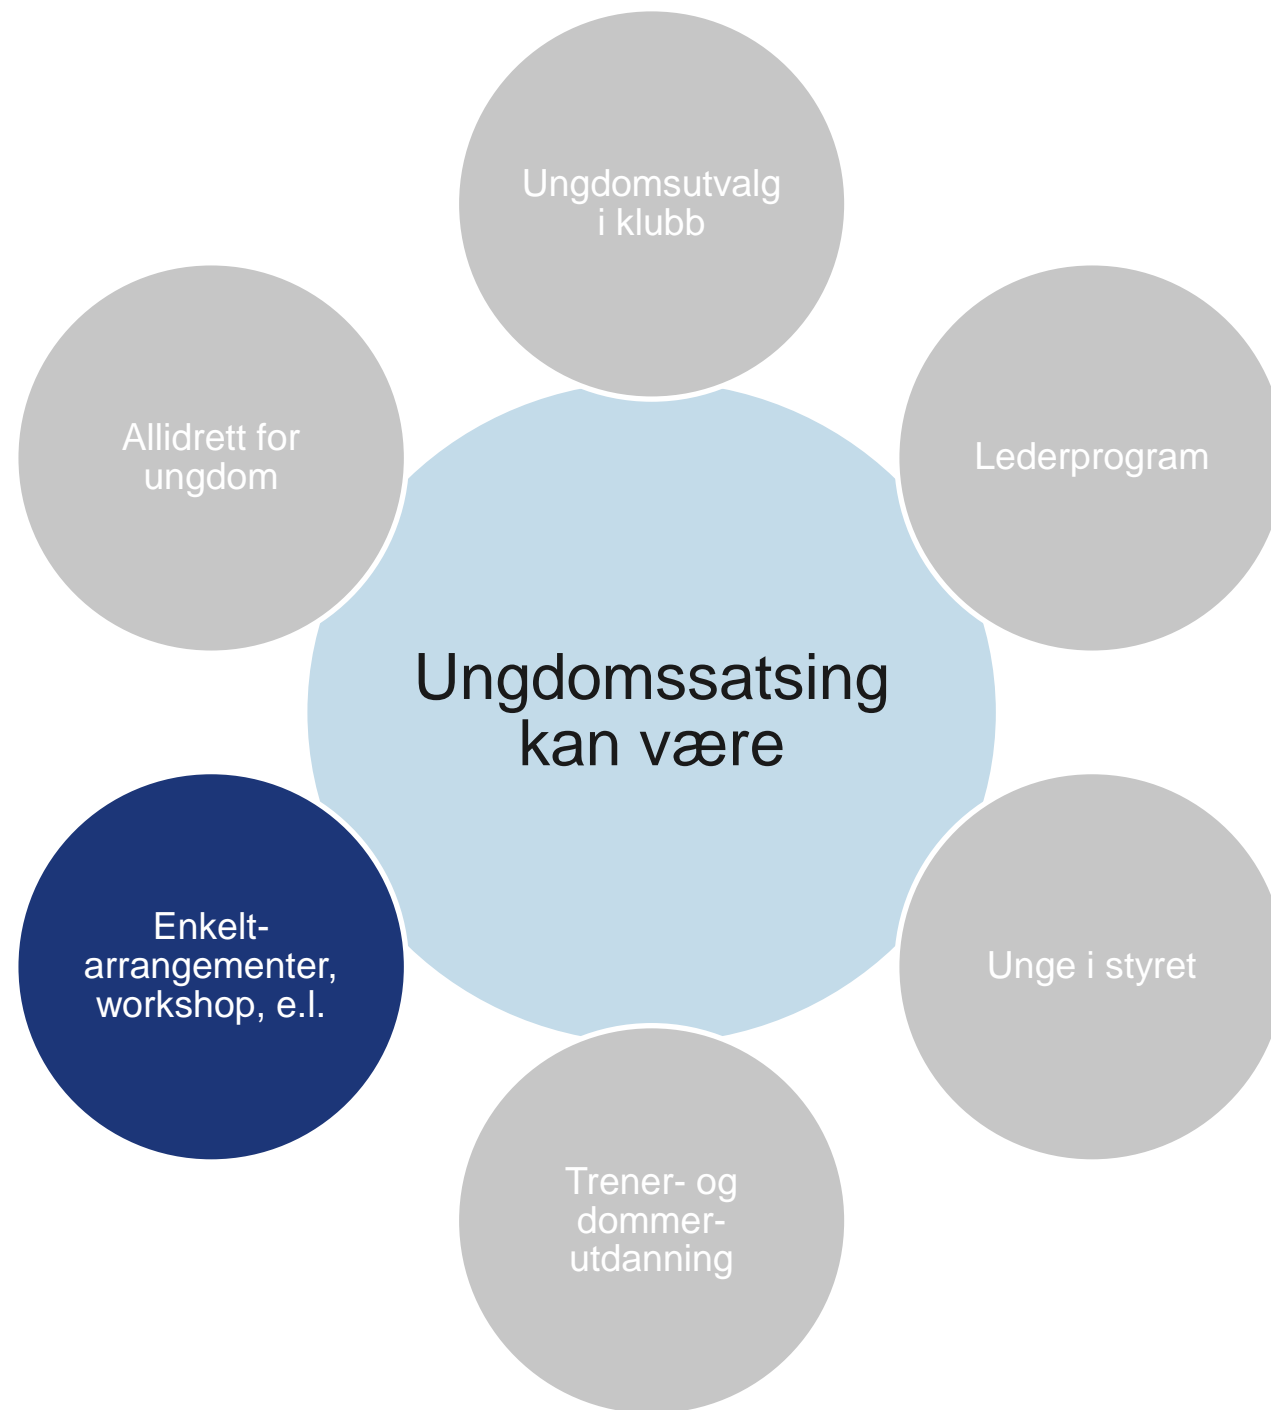 Ungdomsutvalg
i klubb
Allidrett for
ungdom
Lederprogram
Ungdomssatsing
kan være
Enkelt-
arrangementer,
workshop, e.l.
Unge i styret
Trener- og
dommer-
utdanning